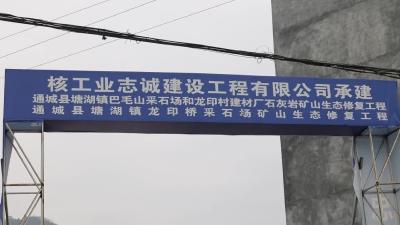 核工业志诚建设工程有限公司承建
通城县塘湖镇巴毛山采石场和龙印村建材厂石灰岩矿山生态修复工程
通城县塘湖镇龙印桥采石场矿山生态修复工程